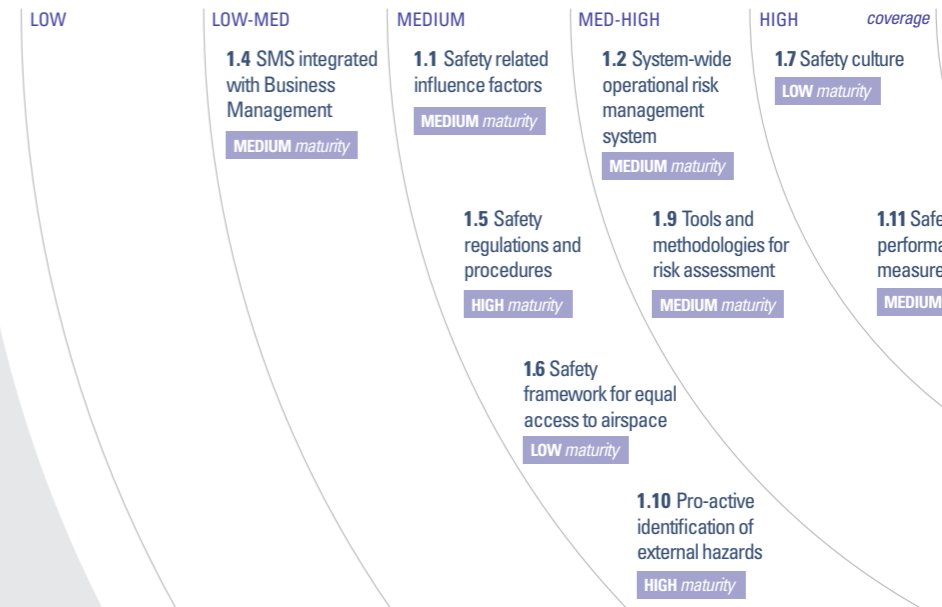 LOW LOW-MED MEDIUM MED-HIGH HIGH coverage
1.4 SMS integrated
with Business
Management
MEDIUM maturity
1.1 Safety related
influence factors
MEDIUM maturity
1.2 System-wide
operational risk
management
system
MEDIUM maturity
1.7 Safety culture
LOW maturity
1.5 Safety
regulations and
procedures
HIGH maturity
1.9 Tools and
methodologies for
risk assessment
MEDIUM maturity
1.11
MEDIUM
1.6 Safety
framework for equal
access to airspace
LOW maturity
1.10 Pro-active
identification of
external hazards
HIGH maturity